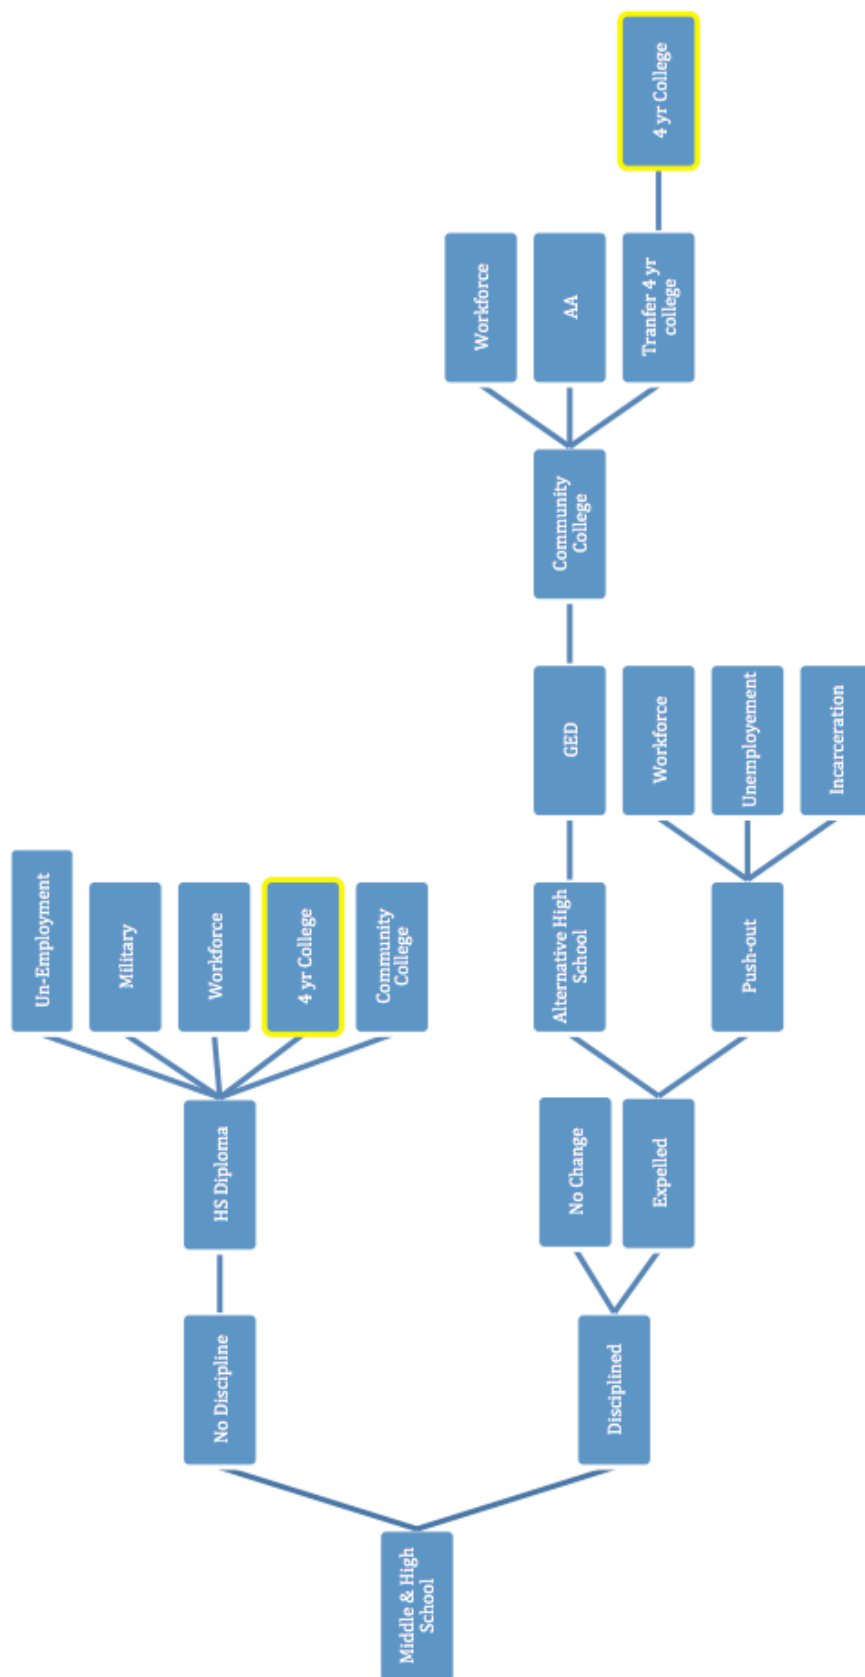 Middle & High
School
No Discipline
HS Diploma
Un-Employment
Military
Workforce
4 yr College
Community
College
Disciplined
No Change
Expelled
Alternative High
School
GED
Community
College
Workforce
AA
Tranfer 4 yr
college
4 yr College
Push-out
Workforce
Unemployement
Incarceration